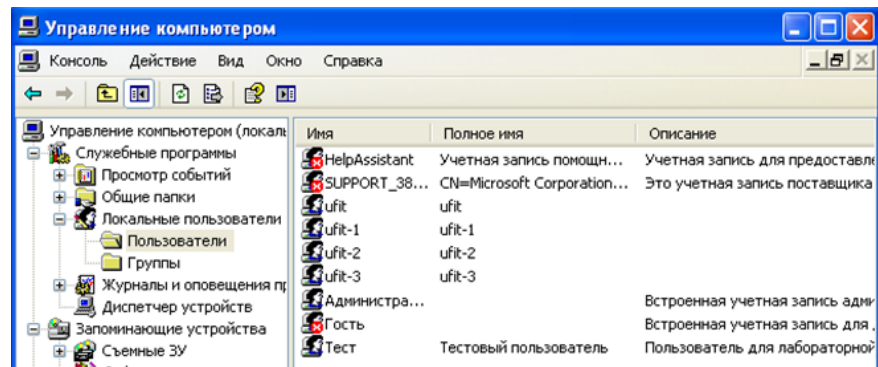 Управление компьютером
Консоль Действие Вид Окно Справка
Управление компьютером (локаль
Служебные программы
Просмотр событий
Общие папки
Локальные пользователи
Пользователи
Группы
Журналы и оповещения пр
Диспетчер устройств
Запоминающие устройства
Съемные ЗУ
Имя Полное имя Описание
HelpAssistant Учетная запись помощн... Учетная запись для предоставле
SUPPORT_38... CN=Microsoft Corporation... Это учетная запись поставщика
ufit ufit
ufit-1 ufit-1
ufit-2 ufit-2
ufit-3 ufit-3
Администра... Встроенная учетная запись адми
Гость Встроенная учетная запись для
Тест Тестовый пользователь Пользователь для лабораторной